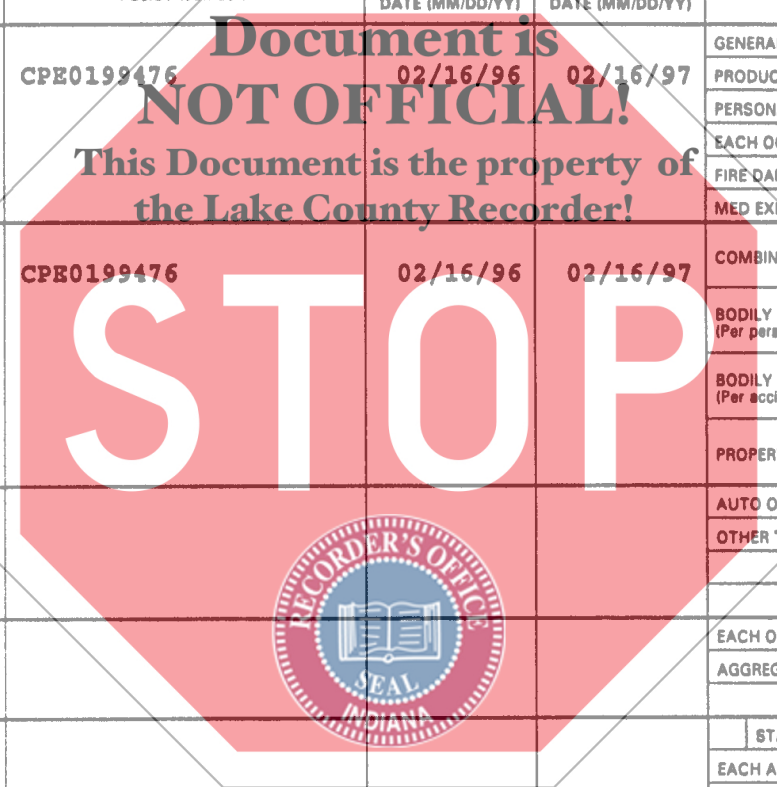 DATE (MM/DD/YY) DATE (MM/DD/YY)
Document is
CPE0199476 02/16/96 02/16/97
NOT OFFICIAL!
This Document is the property of
the Lake County Recorder!
GENERA
PRODUC
PERSON
EACH O
FIRE DA
MED EX
CPE0199476 02/16/96 02/16/97
COMBIN
BODILY
(Per pers
BODILY
(Per acci
PROPER
STOP
AUTO O
OTHER
RECORDER'S OFFICE
SEAL
INDIANA
EACH O
AGGREG
ST
EACH A